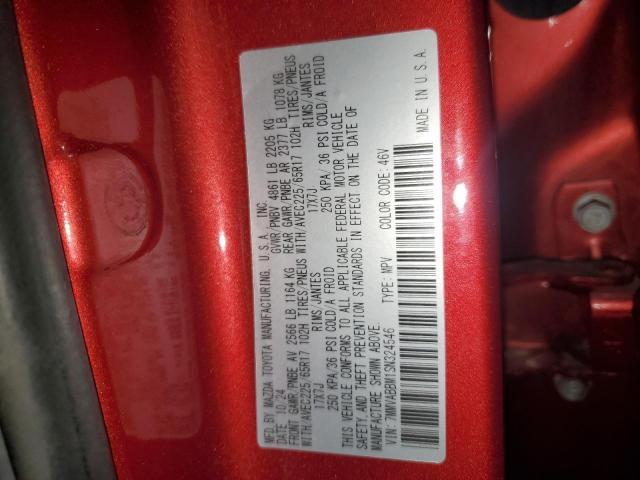 MFD.BY MAZDA TOYOTA MANUFACTURING, U.S.A., INC.
DATE 10/24 GVWR/PNBV 4861 LB 2205 KG
FRONT GAWR/PNBE AV 2566 LB 1164 KG REAR GAWR/PNBE AR 2377 LB 1078 KG
WITH/AVEC225/65R17 102H TIRES/PNEUS WITH/AVEC225/65R17 102H TIRES/PNEUS
17X7J RIMS/JANTES 17X7J RIMS/JANTES
250 KPA/36 PSI COLD/A FROID 250 KPA/36 PSI COLD/A FROID
THIS VEHICLE CONFORMS TO ALL APPLICABLE FEDERAL MOTOR VEHICLE
SAFETY AND THEFT PREVENTION STANDARDS IN EFFECT ON THE DATE OF
MANUFACTURE SHOWN ABOVE.
VIN: 7MMVABBM1SN324546 TYPE: MPV COLOR CODE: 46V
MADE IN U.S.A.